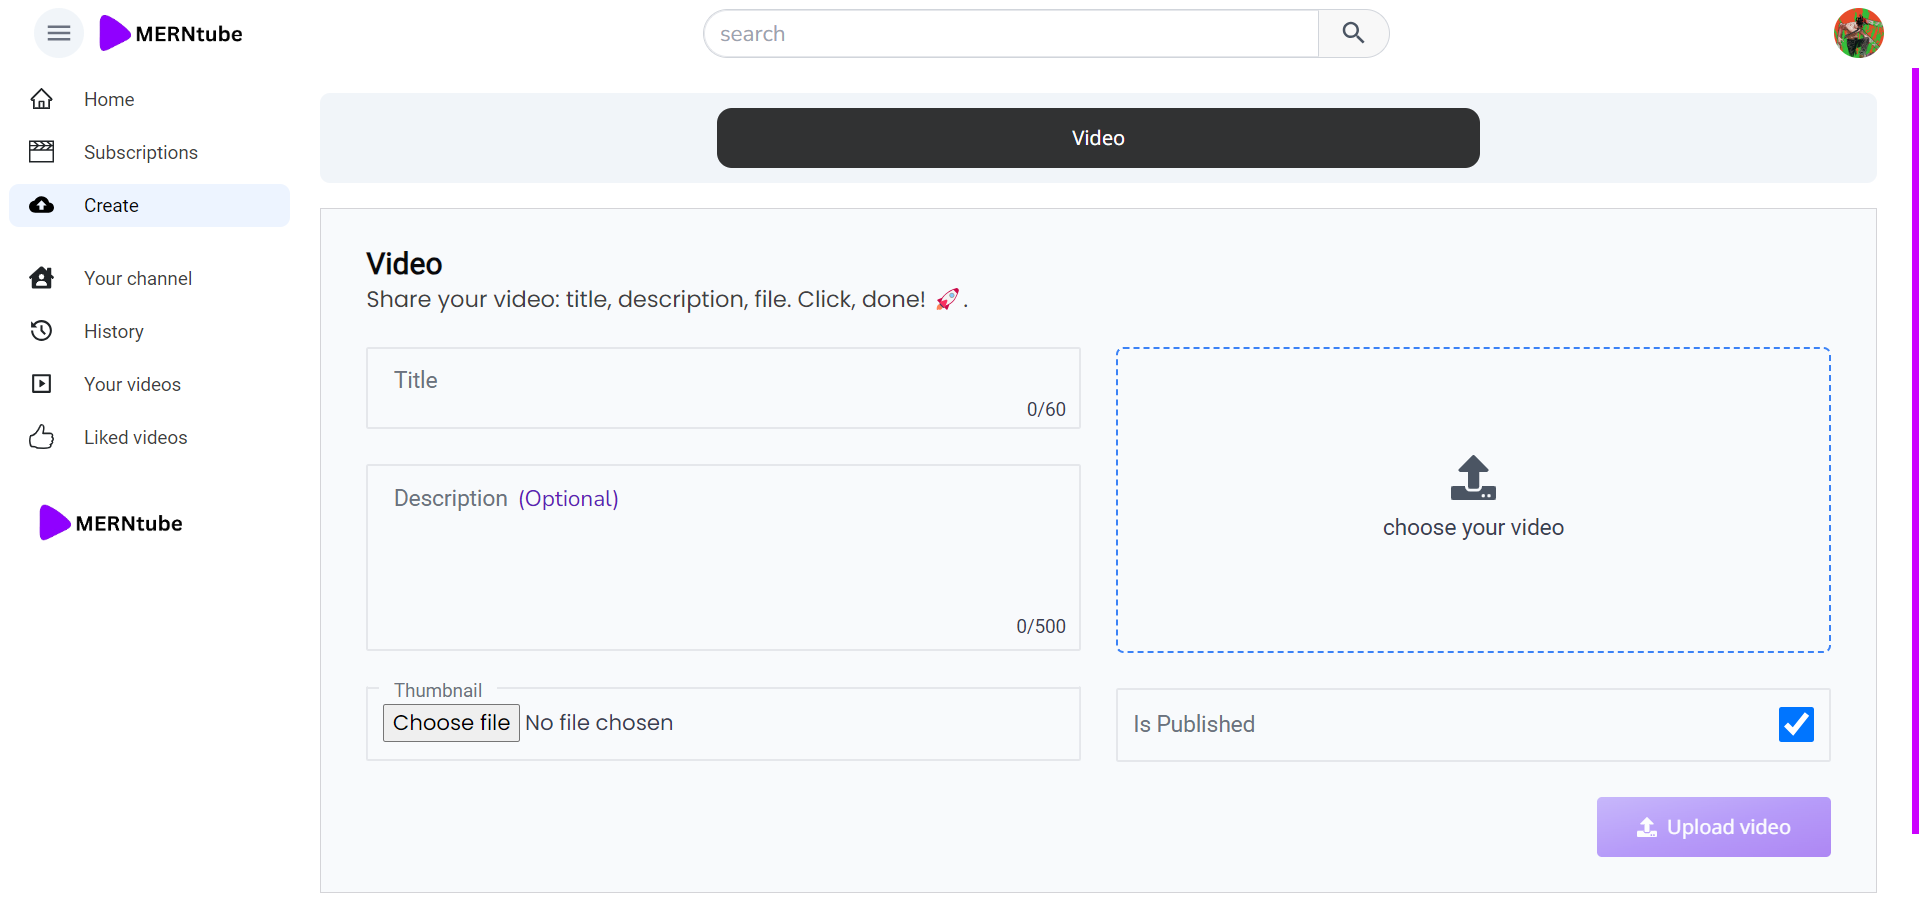 MERNtube
search
Home
Subscriptions
Create
Your channel
History
Your videos
Liked videos
MERNtube
Video
Video
Share your video: title, description, file. Click, done! 🚀.
Title
0/60
Description (Optional)
0/500
choose your video
Thumbnail
Choose file No file chosen
Is Published
Upload video